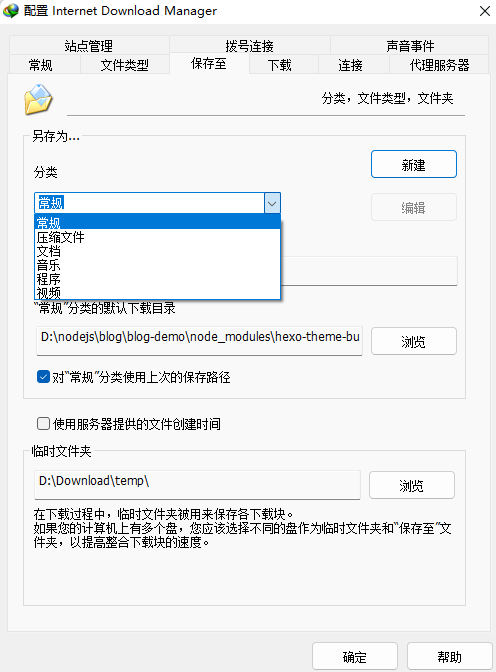 配置 Internet Download Manager
站点管理 拨号连接 声音事件
常规 文件类型 保存至 下载 连接 代理服务器
分类，文件类型，文件夹
另存为...
分类
新建
常规
编辑
常规
压缩文件
文档
音乐
程序
视频
“常规”分类的默认下载目录
D:\nodejs\blog\blog-demo\node_modules\hexo-theme-bu
浏览
对“常规”分类使用上次的保存路径
使用服务器提供的文件创建时间
临时文件夹
D:\Download\temp\
浏览
在下载过程中，临时文件夹被用来保存各下载块。
如果您的计算机上有多个盘，您应该选择不同的盘作为临时文件夹和“保存至”文
件夹，以提高整合下载块的速度。
确定 帮助